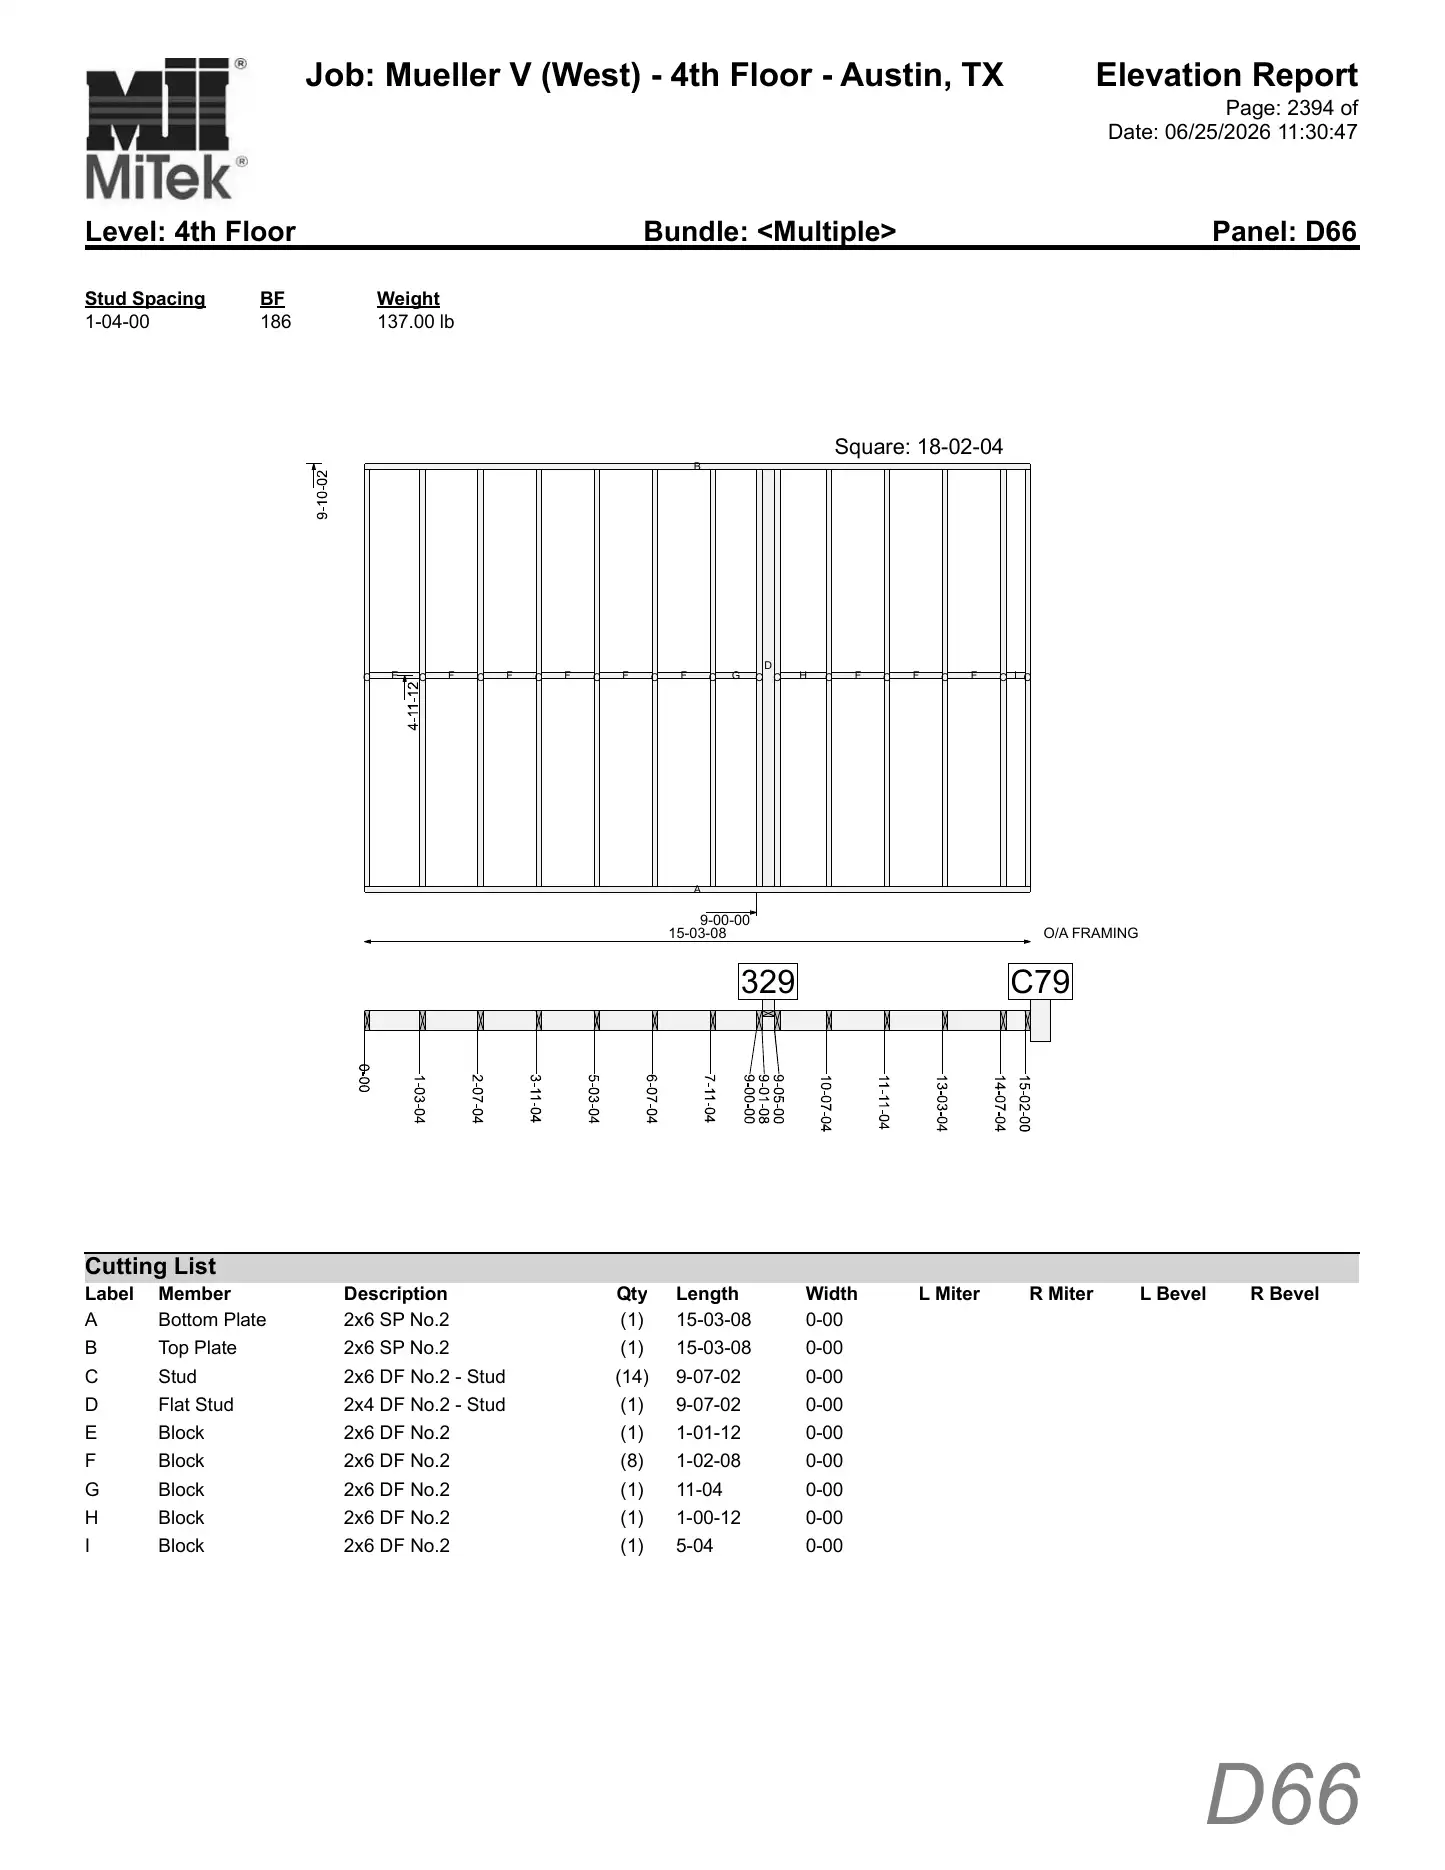 Job: Mueller V (West) - 4th Floor - Austin, TX
Elevation Report
Page: 2394 of
Date: 06/25/2026 11:30:47
MiTek®
Level: 4th Floor Bundle: <Multiple> Panel: D66
Stud Spacing BF Weight
1-04-00 186 137.00 lb
Square: 18-02-04
B
9-10-02
D
F F F F F G H F F F I
4-11-12
A
9-00-00
15-03-08 O/A FRAMING
329 C79
0-00 1-03-04 2-07-04 3-11-04 5-03-04 6-07-04 7-11-04 9-00-00 9-01-08 9-05-00 10-07-04 11-11-04 13-03-04 14-07-04 15-02-00
Cutting List
Label Member Description Qty Length Width L Miter R Miter L Bevel R Bevel
A Bottom Plate 2x6 SP No.2 (1) 15-03-08 0-00
B Top Plate 2x6 SP No.2 (1) 15-03-08 0-00
C Stud 2x6 DF No.2 - Stud (14) 9-07-02 0-00
D Flat Stud 2x4 DF No.2 - Stud (1) 9-07-02 0-00
E Block 2x6 DF No.2 (1) 1-01-12 0-00
F Block 2x6 DF No.2 (8) 1-02-08 0-00
G Block 2x6 DF No.2 (1) 11-04 0-00
H Block 2x6 DF No.2 (1) 1-00-12 0-00
I Block 2x6 DF No.2 (1) 5-04 0-00
D66